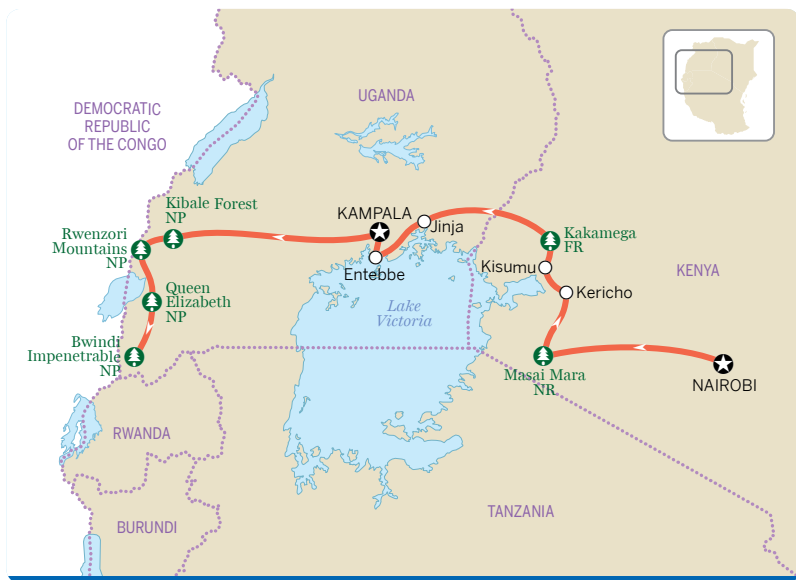 DEMOCRATIC
REPUBLIC
OF THE CONGO
UGANDA
Kibale Forest
NP
Rwenzori
Mountains
NP
KAMPALA
Jinja
Entebbe
Kakamega
FR
Kisumu
KENYA
Kericho
Queen
Elizabeth
NP
Lake
Victoria
Bwindi
Impenetrable
NP
Masai Mara
NR
NAIROBI
RWANDA
TANZANIA
BURUNDI